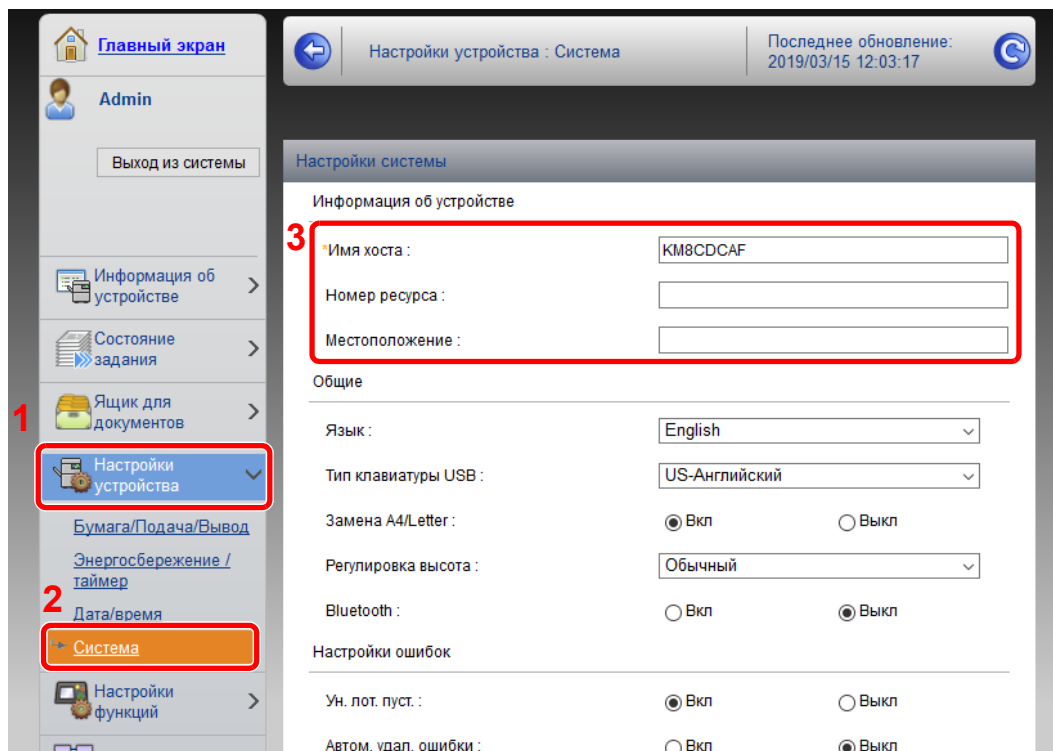 Главный экран
Admin
Выход из системы
Информация об
устройстве
Состояние
задания
Ящик для
документов
1
Настройки
устройства
Бумага/Подача/Вывод
Энергосбережение /
таймер
2
Дата/время
Система
Настройки
функций
Настройки устройства : Система
Последнее обновление:
2019/03/15 12:03:17
Настройки системы
Информация об устройстве
3
*Имя хоста : KM8CDCAF
Номер ресурса :
Местоположение :
Общие
Язык : English
Тип клавиатуры USB : US-Английский
Замена A4/Letter : Вкл Выкл
Регулировка высота : Обычный
Bluetooth : Вкл Выкл
Настройки ошибок
Ун. лот. пуст. : Вкл Выкл
Автом. удал. ошибки : Вкл Выкл